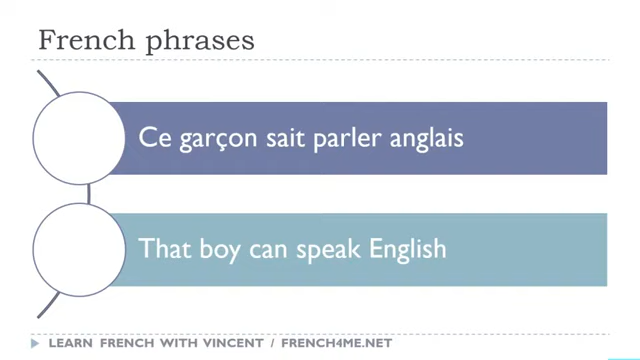 French phrases
Ce garçon sait parler anglais
That boy can speak English
LEARN FRENCH WITH VINCENT / FRENCH4ME.NET